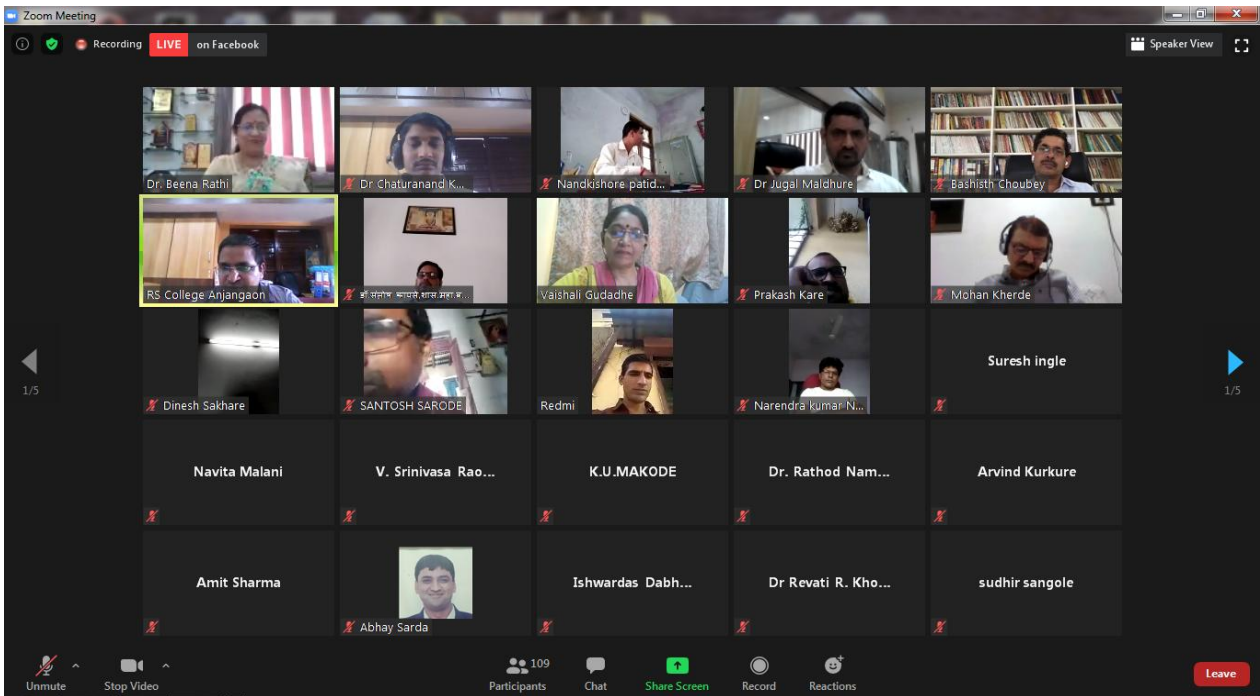 Zoom Meeting
Recording LIVE on Facebook
Speaker View
Dr. Beena Rathi
Dr Chaturanand K...
Nandkishore patid...
Dr Jugal Maldhure
Bashisth Choubey
RS College Anjangaon
Vaishali Gudadhe
Prakash Kare
Mohan Kherde
1/5
1/5
Dinesh Sakhare
SANTOSH SARODE
Redmi
Narendra kumar N...
Suresh ingle
Navita Malani
V. Srinivasa Rao...
K.U.MAKODE
Dr. Rathod Nam...
Arvind Kurkure
Amit Sharma
Abhay Sarda
Ishwardas Dabh...
Dr Revati R. Kho...
sudhir sangole
Unmute
Stop Video
109
Participants
Chat
Share Screen
Record
Reactions
Leave